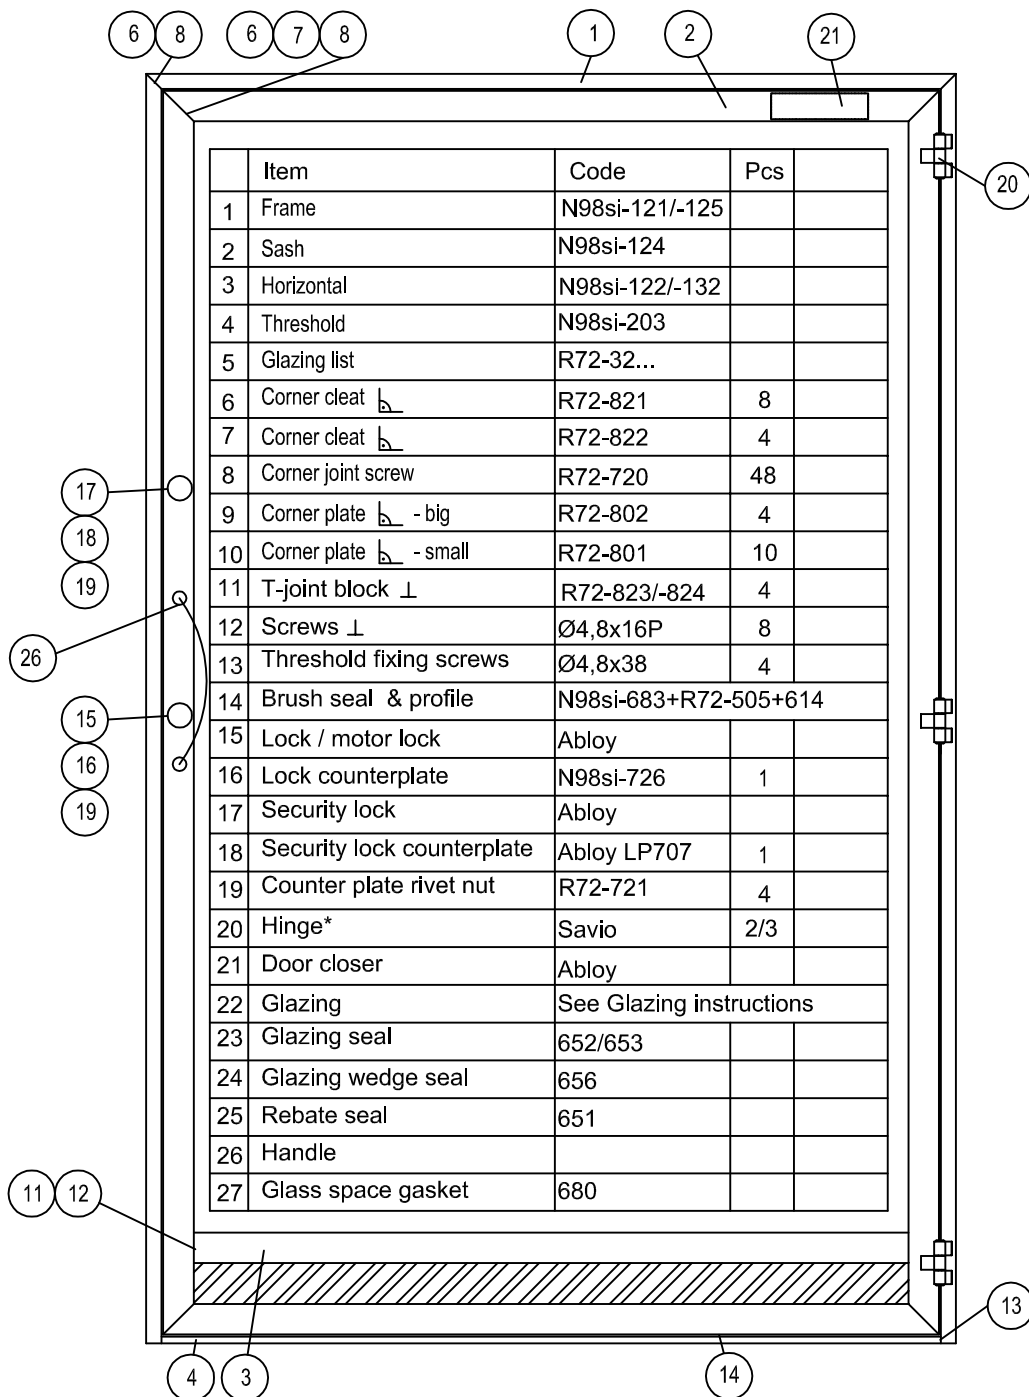 6 8 6 7 8 1 2 21
Item Code Pcs
20
1 Frame N98si-121/-125
2 Sash N98si-124
3 Horizontal N98si-122/-132
4 Threshold N98si-203
5 Glazing list R72-32...
6 Corner cleat R72-821 8
7 Corner cleat R72-822 4
8 Corner joint screw R72-720 48
9 Corner plate - big R72-802 4
10 Corner plate - small R72-801 10
11 T-joint block ⊥ R72-823/-824 4
12 Screws ⊥ Ø4,8x16P 8
13 Threshold fixing screws Ø4,8x38 4
14 Brush seal & profile N98si-683+R72-505+614
15 Lock / motor lock Abloy
16 Lock counterplate N98si-726 1
17 Security lock Abloy
18 Security lock counterplate Abloy LP707 1
19 Counter plate rivet nut R72-721 4
20 Hinge* Savio 2/3
21 Door closer Abloy
22 Glazing See Glazing instructions
23 Glazing seal 652/653
24 Glazing wedge seal 656
25 Rebate seal 651
26 Handle
27 Glass space gasket 680
17
18
19
26
15
16
19
11 12
13
4 3 14